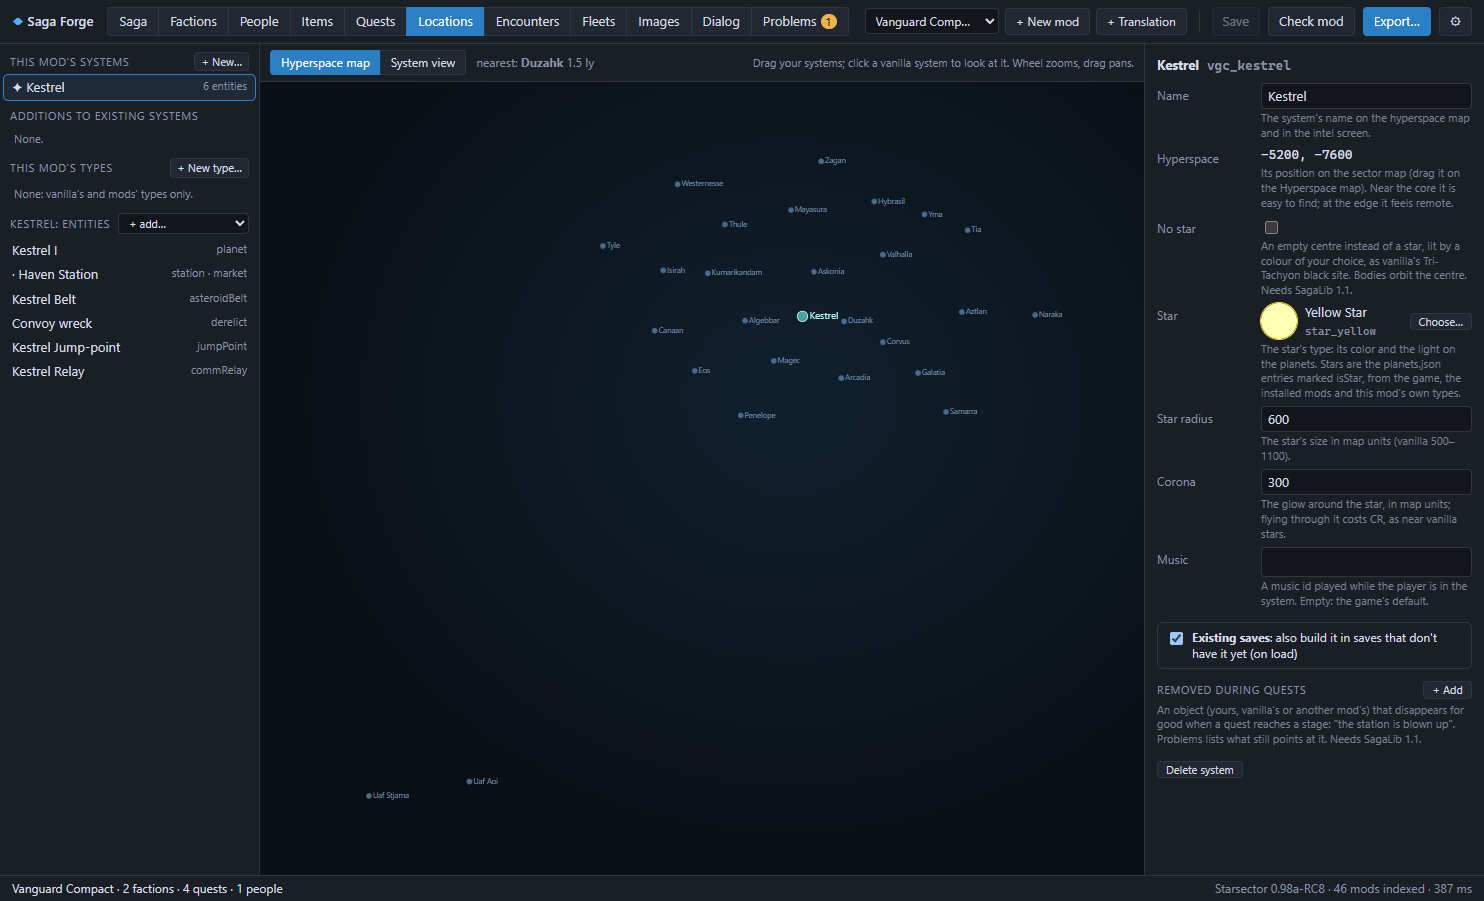 Saga Forge
Saga
Factions
People
Items
Quests
Locations
Encounters
Fleets
Images
Dialog
Problems 1
Vanguard Comp...
+ New mod
+ Translation
Save
Check mod
Export...
THIS MOD'S SYSTEMS
+ New...
Kestrel
6 entities
ADDITIONS TO EXISTING SYSTEMS
None.
THIS MOD'S TYPES
+ New type...
None: vanilla's and mods' types only.
KESTREL: ENTITIES
+ add...
Kestrel I
planet
· Haven Station
station · market
Kestrel Belt
asteroidBelt
Convoy wreck
derelict
Kestrel Jump-point
jumpPoint
Kestrel Relay
commRelay
Hyperspace map
System view
nearest: Duzahk 1.5 ly
Drag your systems; click a vanilla system to look at it. Wheel zooms, drag pans.
Zagan
Westernesse
Hybrasil
Mayasura
Yma
Thule
Tia
Tyle
Valhalla
Isirah
Kumarikandam
Askonia
Aztlan
Naraka
Kestrel
Algebbar
Duzahk
Canaan
Corvus
Magec
Eos
Galatia
Arcadia
Samarra
Penelope
Uaf Aoi
Uaf Stjarna
Kestrel vgc_kestrel
Name
Kestrel
The system's name on the hyperspace map
and in the intel screen.
Hyperspace
−5200, −7600
Its position on the sector map (drag it on
the Hyperspace map). Near the core it is
easy to find; at the edge it feels remote.
No star
An empty centre instead of a star, lit by a
colour of your choice, as vanilla's Tri-
Tachyon black site. Bodies orbit the centre.
Needs SagaLib 1.1.
Star
Yellow Star
star_yellow
Choose...
The star's type: its color and the light on
the planets. Stars are the planets.json
entries marked isStar, from the game, the
installed mods and this mod's own types.
Star radius
600
The star's size in map units (vanilla 500–
1100).
Corona
300
The glow around the star, in map units;
flying through it costs CR, as near vanilla
stars.
Music
A music id played while the player is in the
system. Empty: the game's default.
Existing saves: also build it in saves that don't
have it yet (on load)
REMOVED DURING QUESTS
+ Add
An object (yours, vanilla's or another mod's) that disappears for
good when a quest reaches a stage: "the station is blown up".
Problems lists what still points at it. Needs SagaLib 1.1.
Delete system
Vanguard Compact · 2 factions · 4 quests · 1 people
Starsector 0.98a-RC8 · 46 mods indexed · 387 ms